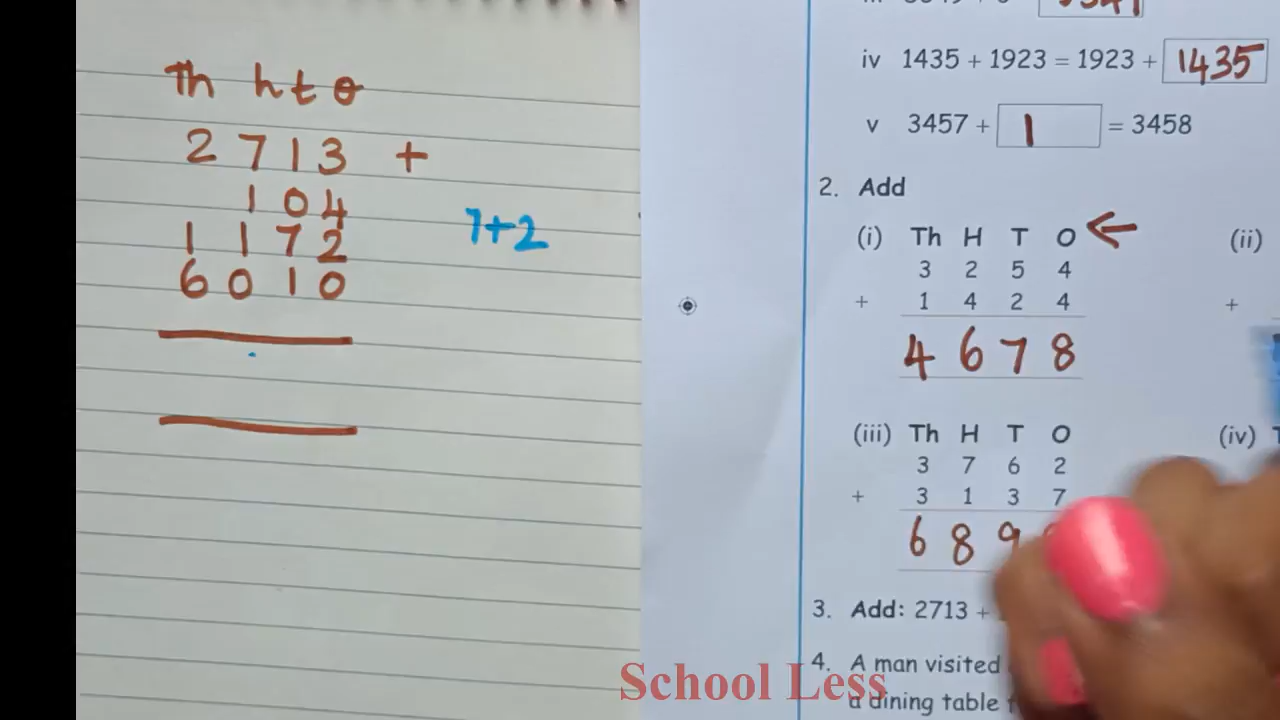 Th h t o
2 7 1 3 +
1 0 4
1 1 7 2
6 0 1 0
7+2
iv 1435 + 1923 = 1923 + 1435
v 3457 + 1 = 3458
2. Add
(i) Th H T O ←
3 2 5 4
+ 1 4 2 4
4 6 7 8
(ii)
+
(iii) Th H T O
3 7 6 2
+ 3 1 3 7
6 8 9
(iv)
3. Add: 2713 +
4. A man visited
a dining table
School Less